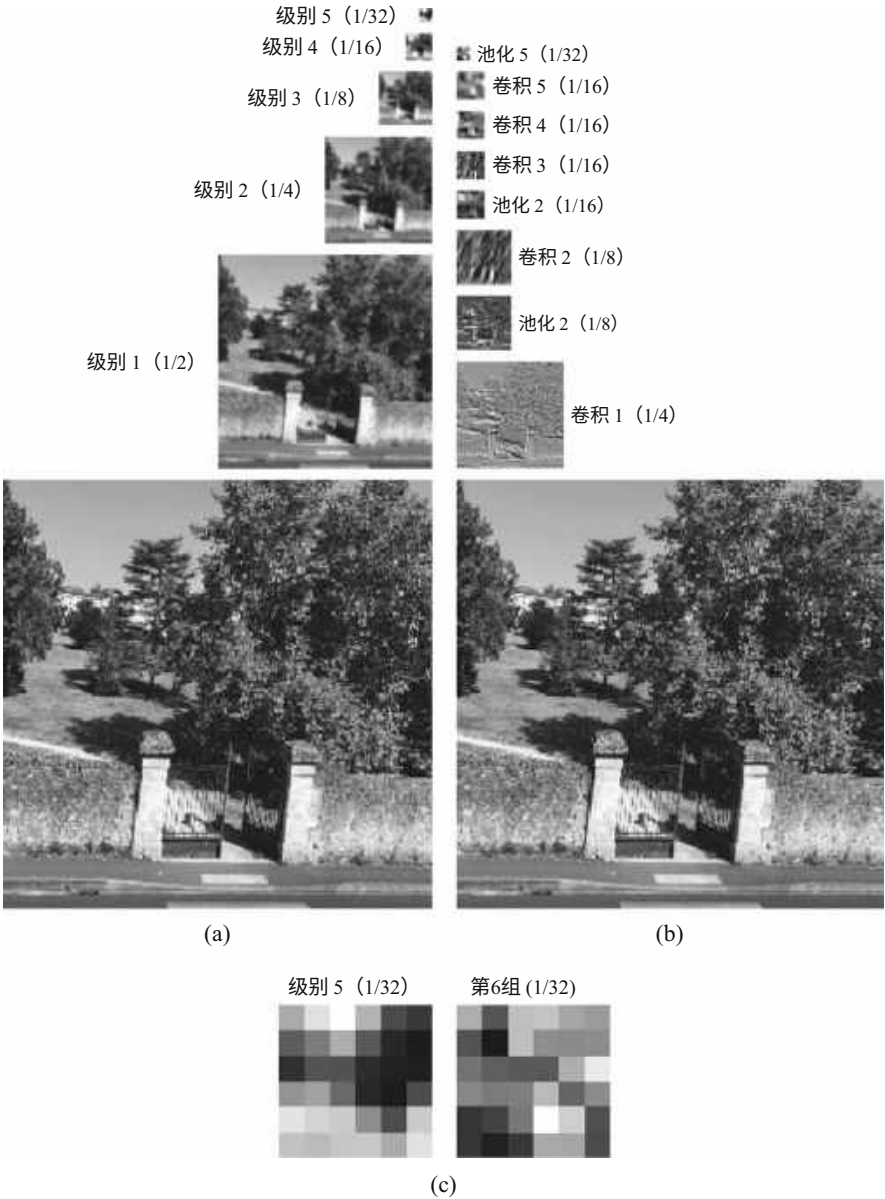 级别 5（1/32）
级别 4（1/16）
级别 3（1/8）
级别 2（1/4）
级别 1（1/2）
池化 5（1/32）
卷积 5（1/16）
卷积 4（1/16）
卷积 3（1/16）
池化 2（1/16）
卷积 2（1/8）
池化 2（1/8）
卷积 1（1/4）
(a)
(b)
级别 5（1/32）
第6组 (1/32)
(c)